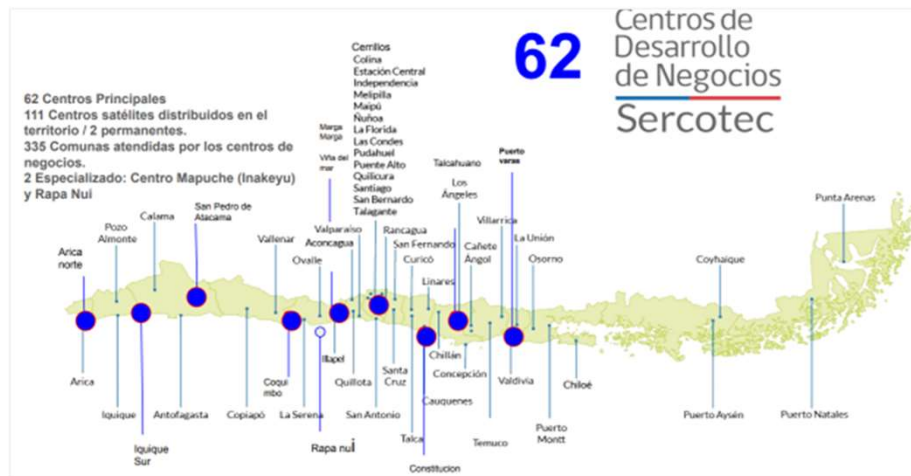 62
Centros de
Desarrollo
de Negocios
Sercotec
62 Centros Principales
111 Centros satélites distribuidos en el
territorio / 2 permanentes.
335 Comunas atendidas por los centros de
negocios.
2 Especializado: Centro Mapuche (Inakeyu)
y Rapa Nui
Arica
norte
Pozo
Almonte
Calama
San Pedro de
Atacama
Vallenar
Ovalle
Marga
Marga
Viña del
mar
Valparaíso
Aconcagua
Cerrillos
Colina
Estación Central
Independencia
Melipilla
Maipú
Ñuñoa
La Florida
Las Condes
Pudahuel
Puente Alto
Quilicura
Santiago
San Bernardo
Talagante
Rancagua
San Fernando
Curicó
Linares
Talcahuano
Los
Ángeles
Cañete
Angol
Villarrica
Puerto
varas
La Unión
Osorno
Coyhaique
Punta Arenas
Arica
Iquique
Iquique
Sur
Antofagasta
Copiapó
Coqui
mbo
La Serena
Rapa nui
Illapel
Quillota
San Antonio
Santa
Cruz
Talca
Constitucion
Cauquenes
Chillán
Concepción
Temuco
Valdivia
Puerto
Montt
Chiloé
Puerto Aysén
Puerto Natales